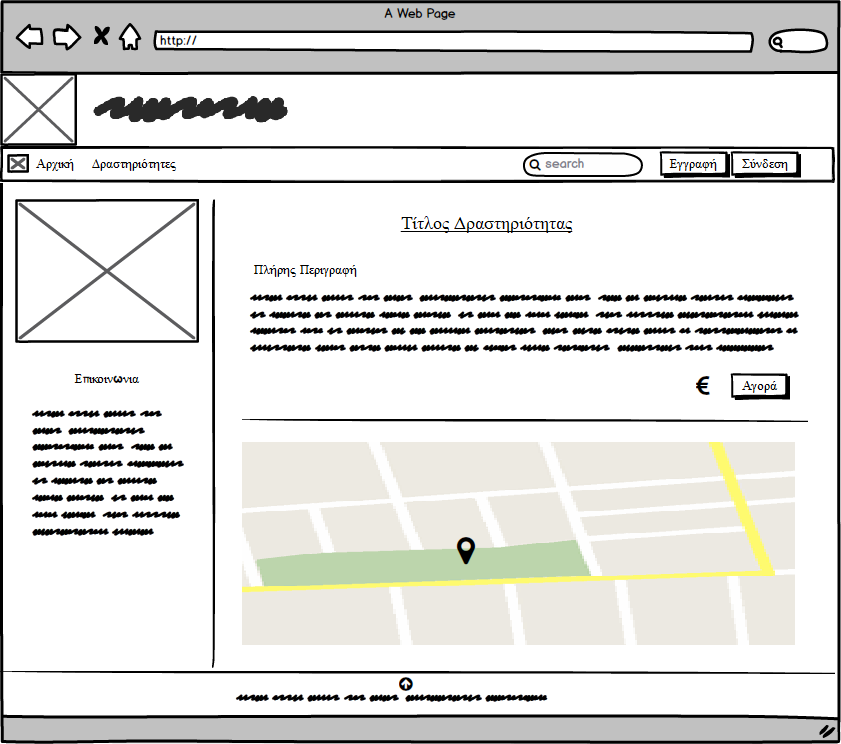 A Web Page
http://
Αρχική Δραστηριότητες search Εγγραφή Σύνδεση
Τίτλος Δραστηριότητας
Πλήρης Περιγραφή
€ Αγορά
Επικοινωνια